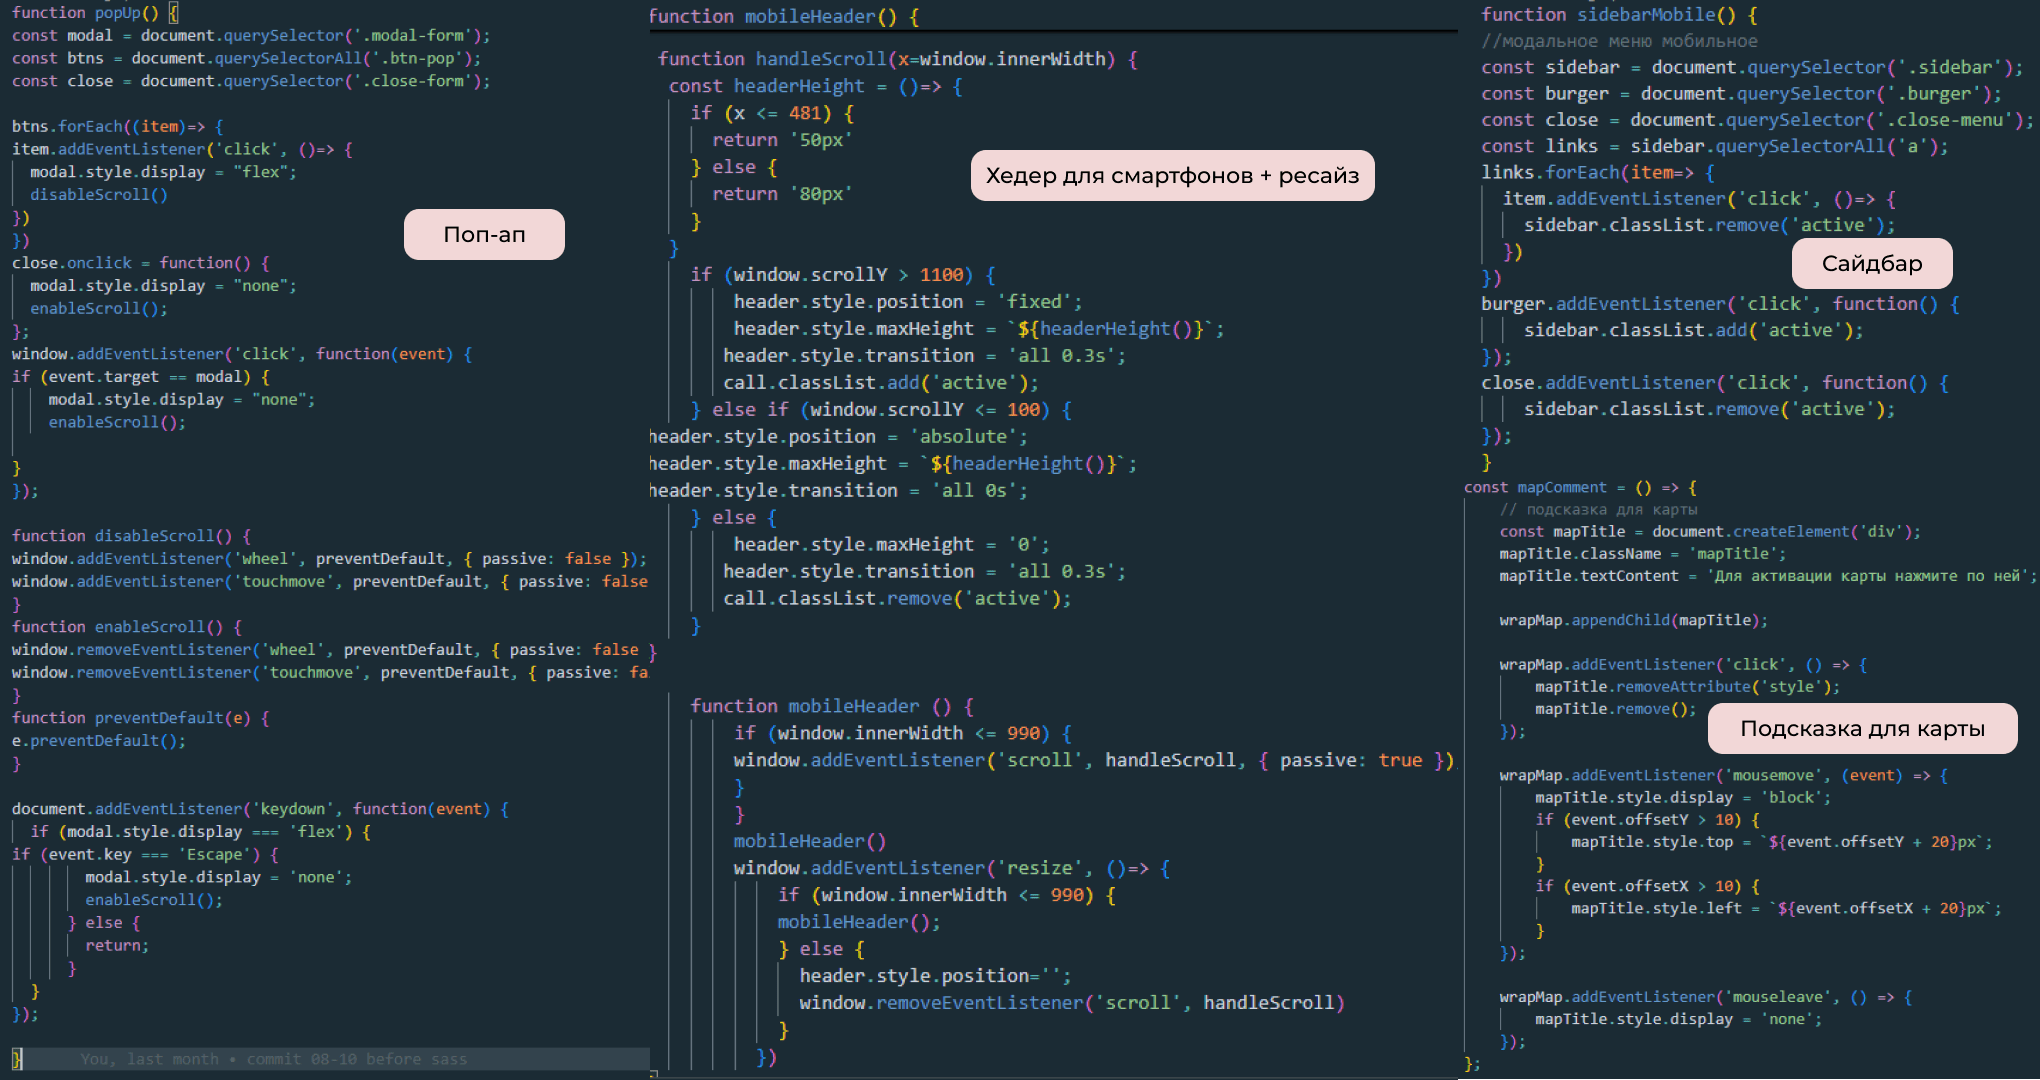 function popUp() {
const modal = document.querySelector('.modal-form');
const btns = document.querySelectorAll('.btn-pop');
const close = document.querySelector('.close-form');
btns.forEach((item)=> {
item.addEventListener('click', ()=> {
modal.style.display = "flex";
disableScroll()
})
})
close.onclick = function() {
modal.style.display = "none";
enableScroll();
};
window.addEventListener('click', function(event) {
if (event.target == modal) {
modal.style.display = "none";
enableScroll();
}
});
function disableScroll() {
window.addEventListener('wheel', preventDefault, { passive: false });
window.addEventListener('touchmove', preventDefault, { passive: false
}
function enableScroll() {
window.removeEventListener('wheel', preventDefault, { passive: false }
window.removeEventListener('touchmove', preventDefault, { passive: fa
}
function preventDefault(e) {
e.preventDefault();
}
document.addEventListener('keydown', function(event) {
if (modal.style.display === 'flex') {
if (event.key === 'Escape') {
modal.style.display = 'none';
enableScroll();
} else {
return;
}
}
});
}
You, last month • commit 08-10 before sass
Поп-ап
function mobileHeader() {
function handleScroll(x=window.innerWidth) {
const headerHeight = ()=> {
if (x <= 481) {
return '50px'
} else {
return '80px'
}
}
if (window.scrollY > 1100) {
header.style.position = 'fixed';
header.style.maxHeight = `${headerHeight()}`;
header.style.transition = 'all 0.3s';
call.classList.add('active');
} else if (window.scrollY <= 100) {
header.style.position = 'absolute';
header.style.maxHeight = `${headerHeight()}`;
header.style.transition = 'all 0s';
} else {
header.style.maxHeight = '0';
header.style.transition = 'all 0.3s';
call.classList.remove('active');
}
function mobileHeader () {
if (window.innerWidth <= 990) {
window.addEventListener('scroll', handleScroll, { passive: true })
}
}
mobileHeader()
window.addEventListener('resize', ()=> {
if (window.innerWidth <= 990) {
mobileHeader();
} else {
header.style.position='';
window.removeEventListener('scroll', handleScroll)
}
})
Хедер для смартфонов + ресайз
function sidebarMobile() {
//модальное меню мобильное
const sidebar = document.querySelector('.sidebar');
const burger = document.querySelector('.burger');
const close = document.querySelector('.close-menu');
const links = sidebar.querySelectorAll('a');
links.forEach(item=> {
item.addEventListener('click', ()=> {
sidebar.classList.remove('active');
})
})
burger.addEventListener('click', function() {
sidebar.classList.add('active');
});
close.addEventListener('click', function() {
sidebar.classList.remove('active');
});
}
Сайдбар
const mapComment = () => {
// подсказка для карты
const mapTitle = document.createElement('div');
mapTitle.className = 'mapTitle';
mapTitle.textContent = 'Для активации карты нажмите по ней';
wrapMap.appendChild(mapTitle);
wrapMap.addEventListener('click', () => {
mapTitle.removeAttribute('style');
mapTitle.remove();
});
wrapMap.addEventListener('mousemove', (event) => {
mapTitle.style.display = 'block';
if (event.offsetY > 10) {
mapTitle.style.top = `${event.offsetY + 20}px`;
}
if (event.offsetX > 10) {
mapTitle.style.left = `${event.offsetX + 20}px`;
}
});
wrapMap.addEventListener('mouseleave', () => {
mapTitle.style.display = 'none';
});
};
Подсказка для карты